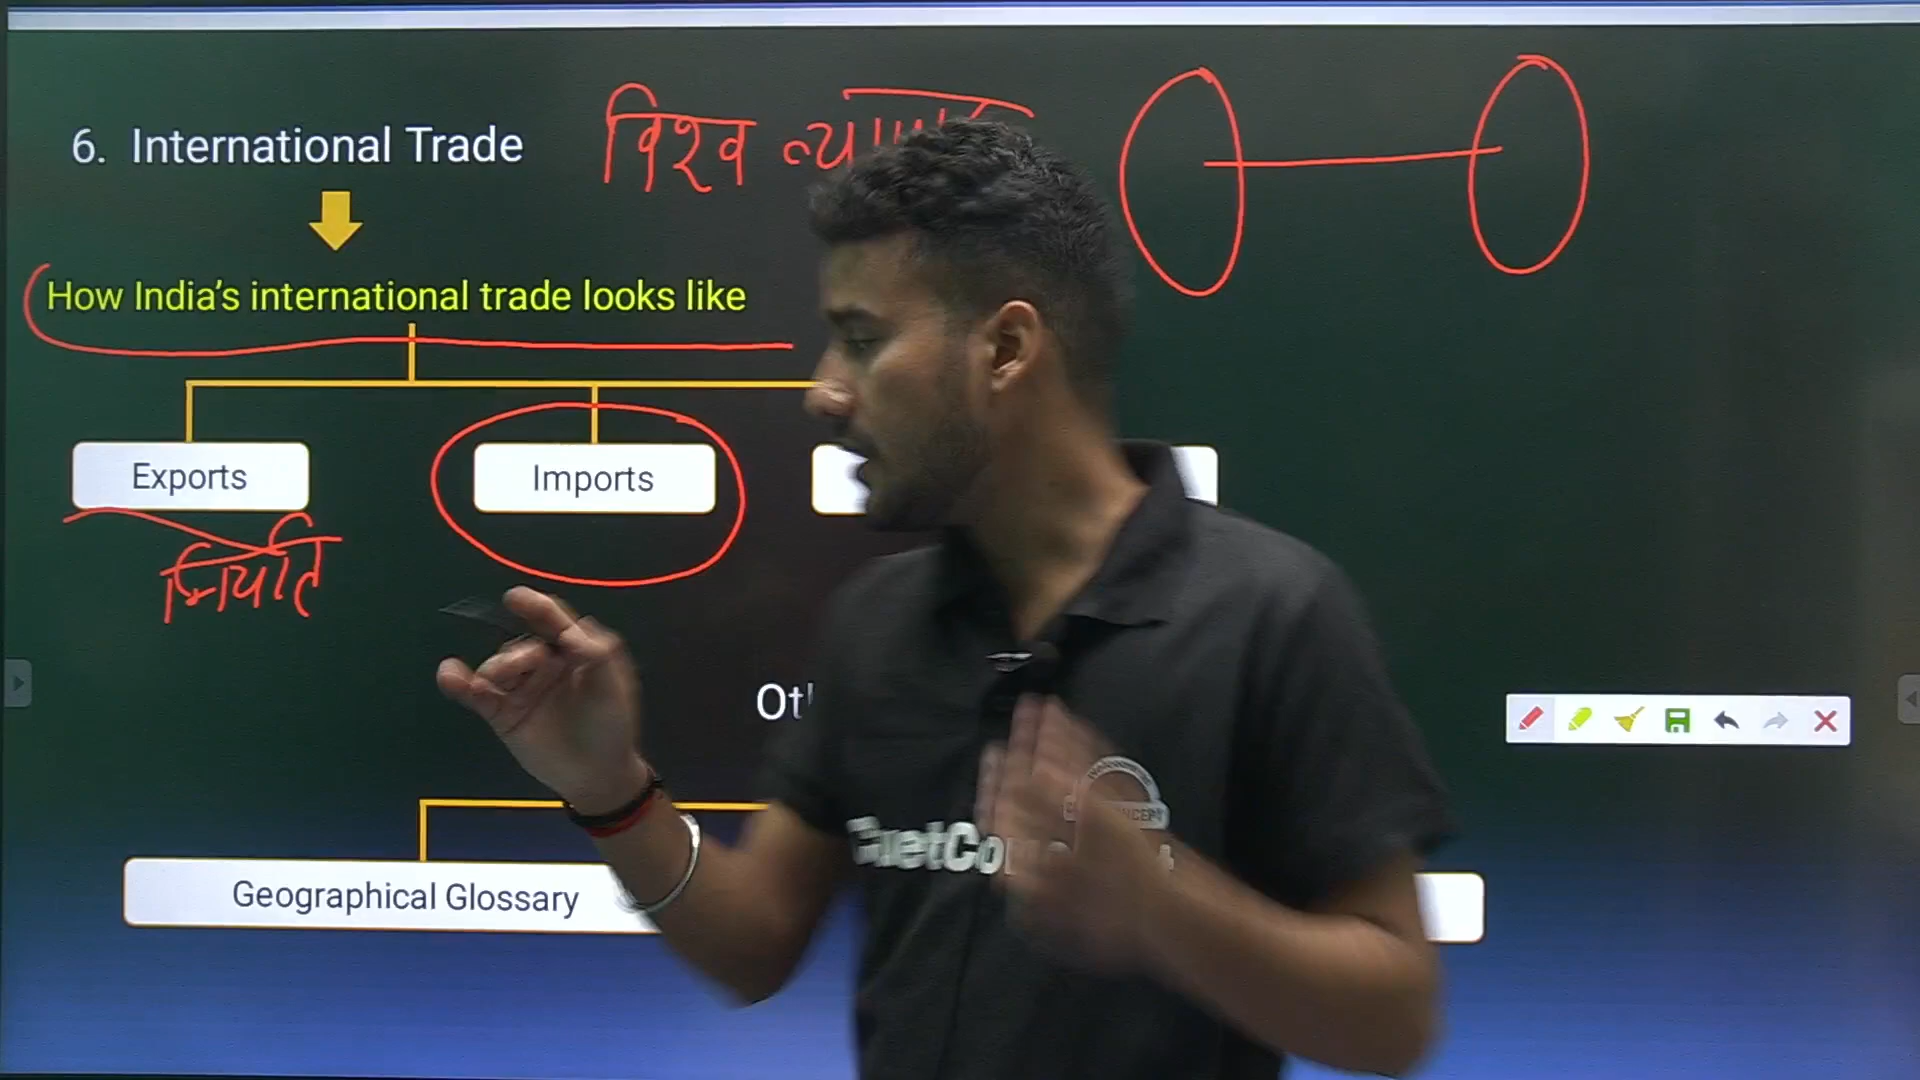 6. International Trade
विश्व
How India's international trade looks like
Exports
Imports
निर्यात
Geographical Glossary